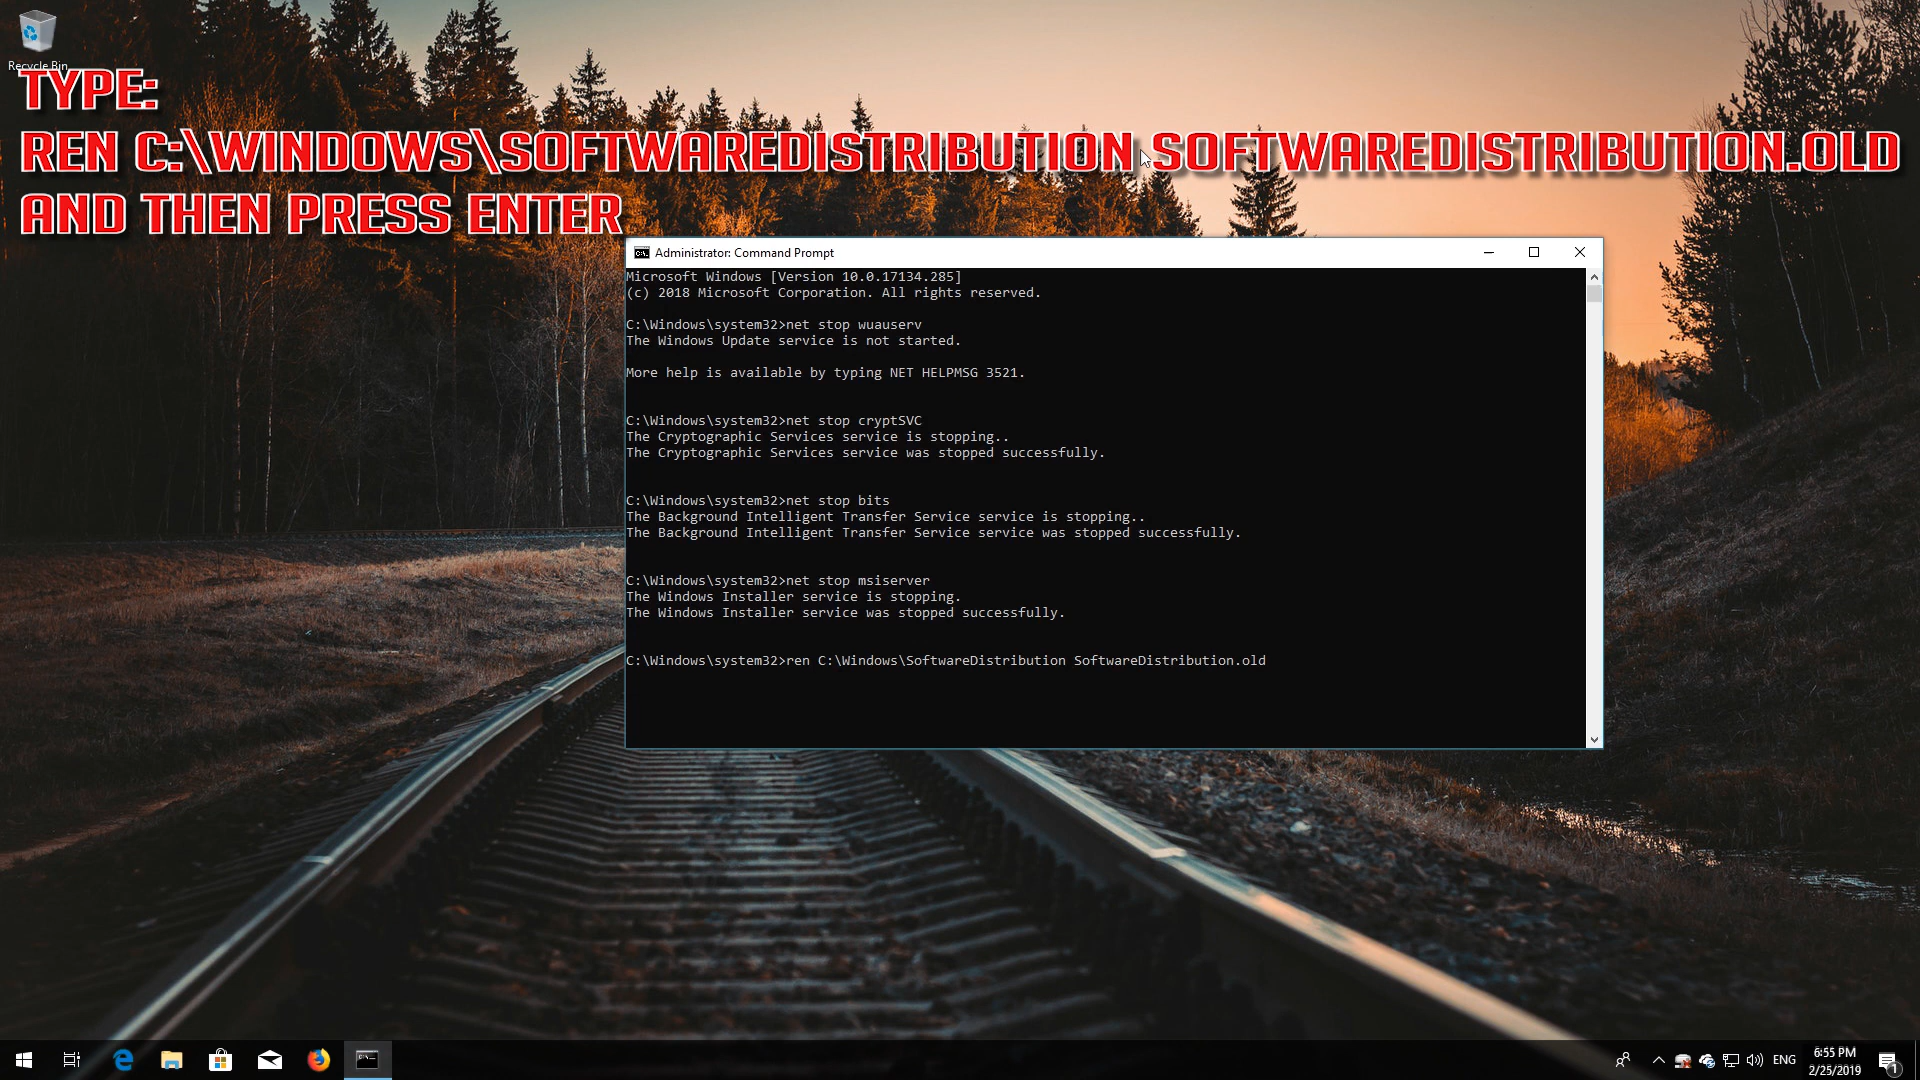 Recycle Bin
TYPE:
REN C:\WINDOWS\SOFTWAREDISTRIBUTION SOFTWAREDISTRIBUTION.OLD
AND THEN PRESS ENTER
Administrator: Command Prompt
Microsoft Windows [Version 10.0.17134.285]
(c) 2018 Microsoft Corporation. All rights reserved.
C:\Windows\system32>net stop wuauserv
The Windows Update service is not started.
More help is available by typing NET HELPMSG 3521.
C:\Windows\system32>net stop cryptSVC
The Cryptographic Services service is stopping..
The Cryptographic Services service was stopped successfully.
C:\Windows\system32>net stop bits
The Background Intelligent Transfer Service service is stopping..
The Background Intelligent Transfer Service service was stopped successfully.
C:\Windows\system32>net stop msiserver
The Windows Installer service is stopping.
The Windows Installer service was stopped successfully.
C:\Windows\system32>ren C:\Windows\SoftwareDistribution SoftwareDistribution.old
ENG
6:55 PM
2/25/2019
1